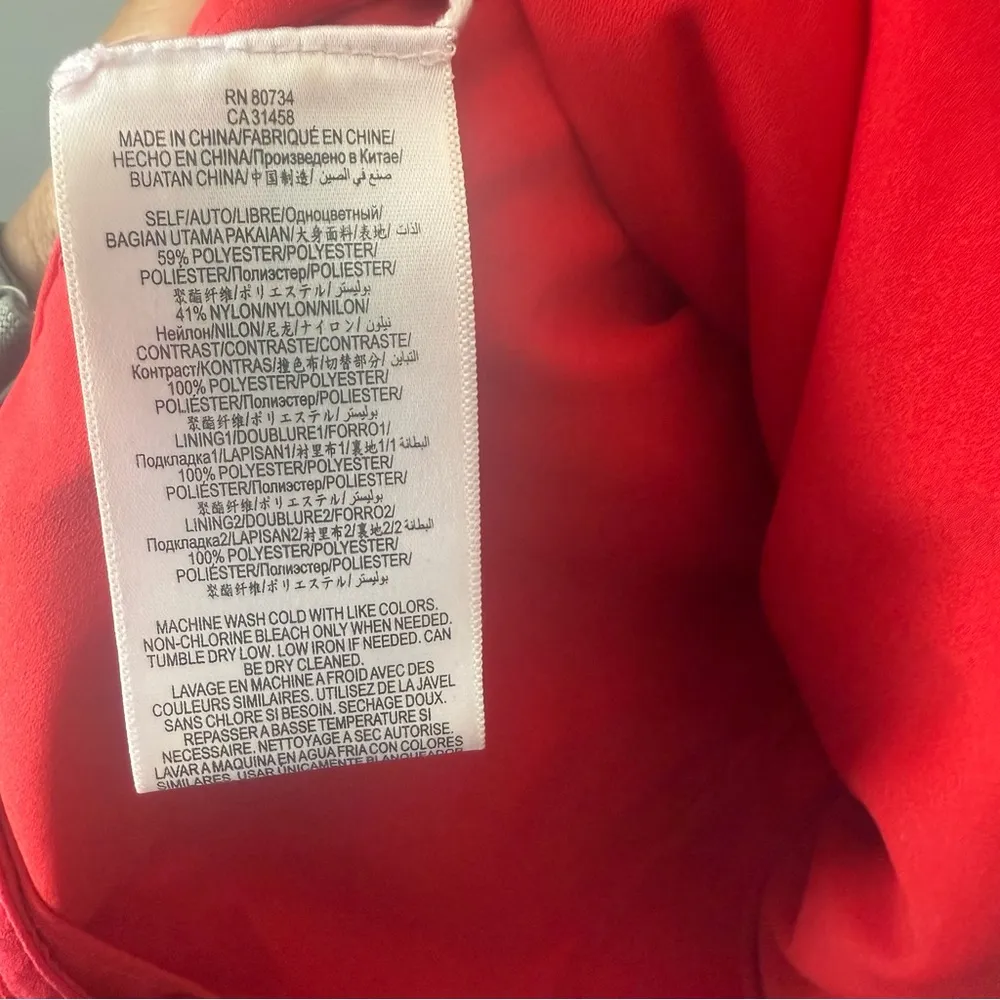 RN 80734
CA 31458
MADE IN CHINA/FABRIQUÉ EN CHINE/
HECHO EN CHINA/Произведено в Китае/
BUATAN CHINA/中国制造/ صنع في الصين
SELF/AUTO/LIBRE/Одноцветный/
BAGIAN UTAMA PAKAIAN/大身面料/表地/ الذات
59% POLYESTER/POLYESTER/
POLIÉSTER/Полиэстер/POLIESTER/
聚酯纤维/ポリエステル/ بوليستر/
41% NYLON/NYLON/NILON/
Нейлон/NILON/尼龙/ナイロン/ نيلون
CONTRAST/CONTRASTE/CONTRASTE/
Контраст/KONTRAS/撞色布/切替部分/ التباين
100% POLYESTER/POLYESTER/
POLIÉSTER/Полиэстер/POLIESTER/
聚酯纤维/ポリエステル/ بوليستر
LINING1/DOUBLURE1/FORRO1/
Подкладка1/LAPISAN1/衬里布1/裏地1/1 البطانة
100% POLYESTER/POLYESTER/
POLIÉSTER/Полиэстер/POLIESTER/
聚酯纤维/ポリエステル/ بوليستر
LINING2/DOUBLURE2/FORRO2/
Подкладка2/LAPISAN2/衬里布2/裏地2/2 البطانة
100% POLYESTER/POLYESTER/
POLIÉSTER/Полиэстер/POLIESTER/
聚酯纤维/ポリエステル/ بوليستر
MACHINE WASH COLD WITH LIKE COLORS.
NON-CHLORINE BLEACH ONLY WHEN NEEDED.
TUMBLE DRY LOW. LOW IRON IF NEEDED. CAN
BE DRY CLEANED.
LAVAGE EN MACHINE A FROID AVEC DES
COULEURS SIMILAIRES. UTILISEZ DE LA JAVEL
SANS CHLORE SI BESOIN. SECHAGE DOUX.
REPASSER A BASSE TEMPERATURE SI
NECESSAIRE. NETTOYAGE A SEC AUTORISE.
LAVAR A MAQUINA EN AGUA FRIA CON COLORES
SIMILARES. USAR ÚNICAMENTE BLANQUEADOR